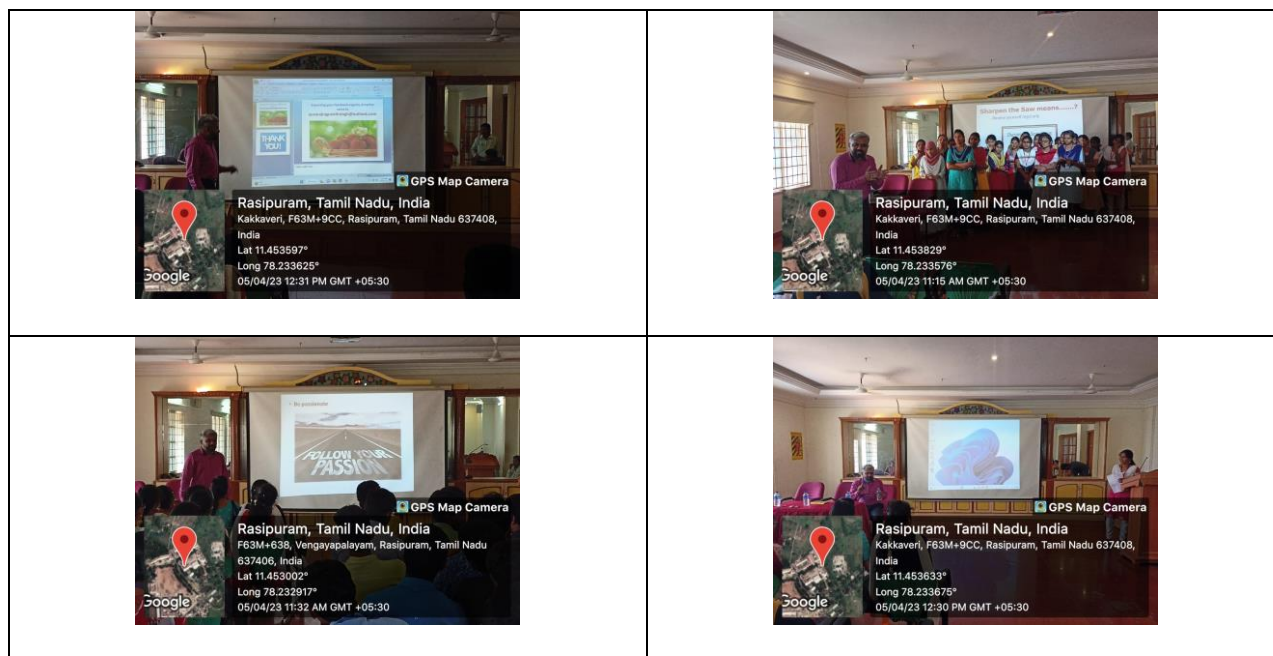 THANK
YOU!
GPS Map Camera
Rasipuram, Tamil Nadu, India
Kakkaveri, F63M+9CC, Rasipuram, Tamil Nadu 637408,
India
Lat 11.453597°
Long 78.233625°
05/04/23 12:31 PM GMT +05:30
Google
Sharpen the Saw means......?
GPS Map Camera
Rasipuram, Tamil Nadu, India
Kakkaveri, F63M+9CC, Rasipuram, Tamil Nadu 637408,
India
Lat 11.453829°
Long 78.233576°
05/04/23 11:15 AM GMT +05:30
Google
Be passionate
FOLLOW YOUR
PASSION
GPS Map Camera
Rasipuram, Tamil Nadu, India
F63M+638, Vengayapalayam, Rasipuram, Tamil Nadu
637406, India
Lat 11.453002°
Long 78.232917°
05/04/23 11:32 AM GMT +05:30
Google
GPS Map Camera
Rasipuram, Tamil Nadu, India
Kakkaveri, F63M+9CC, Rasipuram, Tamil Nadu 637408,
India
Lat 11.453633°
Long 78.233675°
05/04/23 12:30 PM GMT +05:30
Google